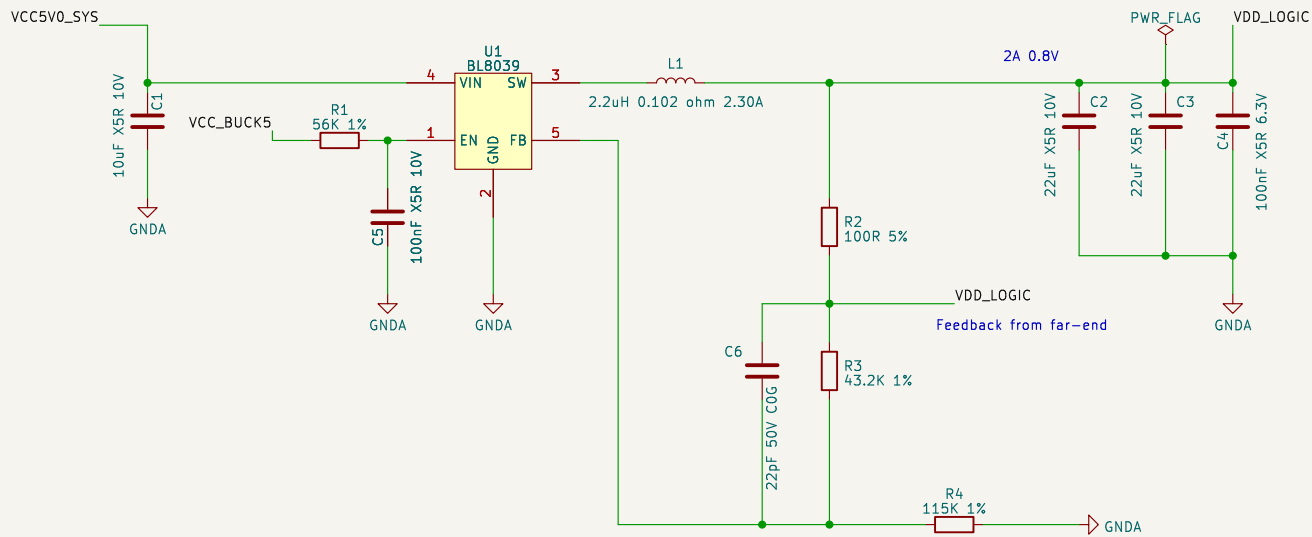 VCC5V0_SYS
PWR_FLAG
VDD_LOGIC
U1
BL8039
2A 0.8V
L1
4
VIN
SW
3
2.2uH 0.102 ohm 2.30A
C1
10uF X5R 10V
C2
22uF X5R 10V
C3
22uF X5R 10V
C4
100nF X5R 6.3V
R1
56K 1%
VCC_BUCK5
1
EN
FB
5
GND
2
GNDA
C5
100nF X5R 10V
R2
100R 5%
VDD_LOGIC
GNDA
GNDA
Feedback from far-end
GNDA
C6
22pF 50V C0G
R3
43.2K 1%
R4
115K 1%
GNDA